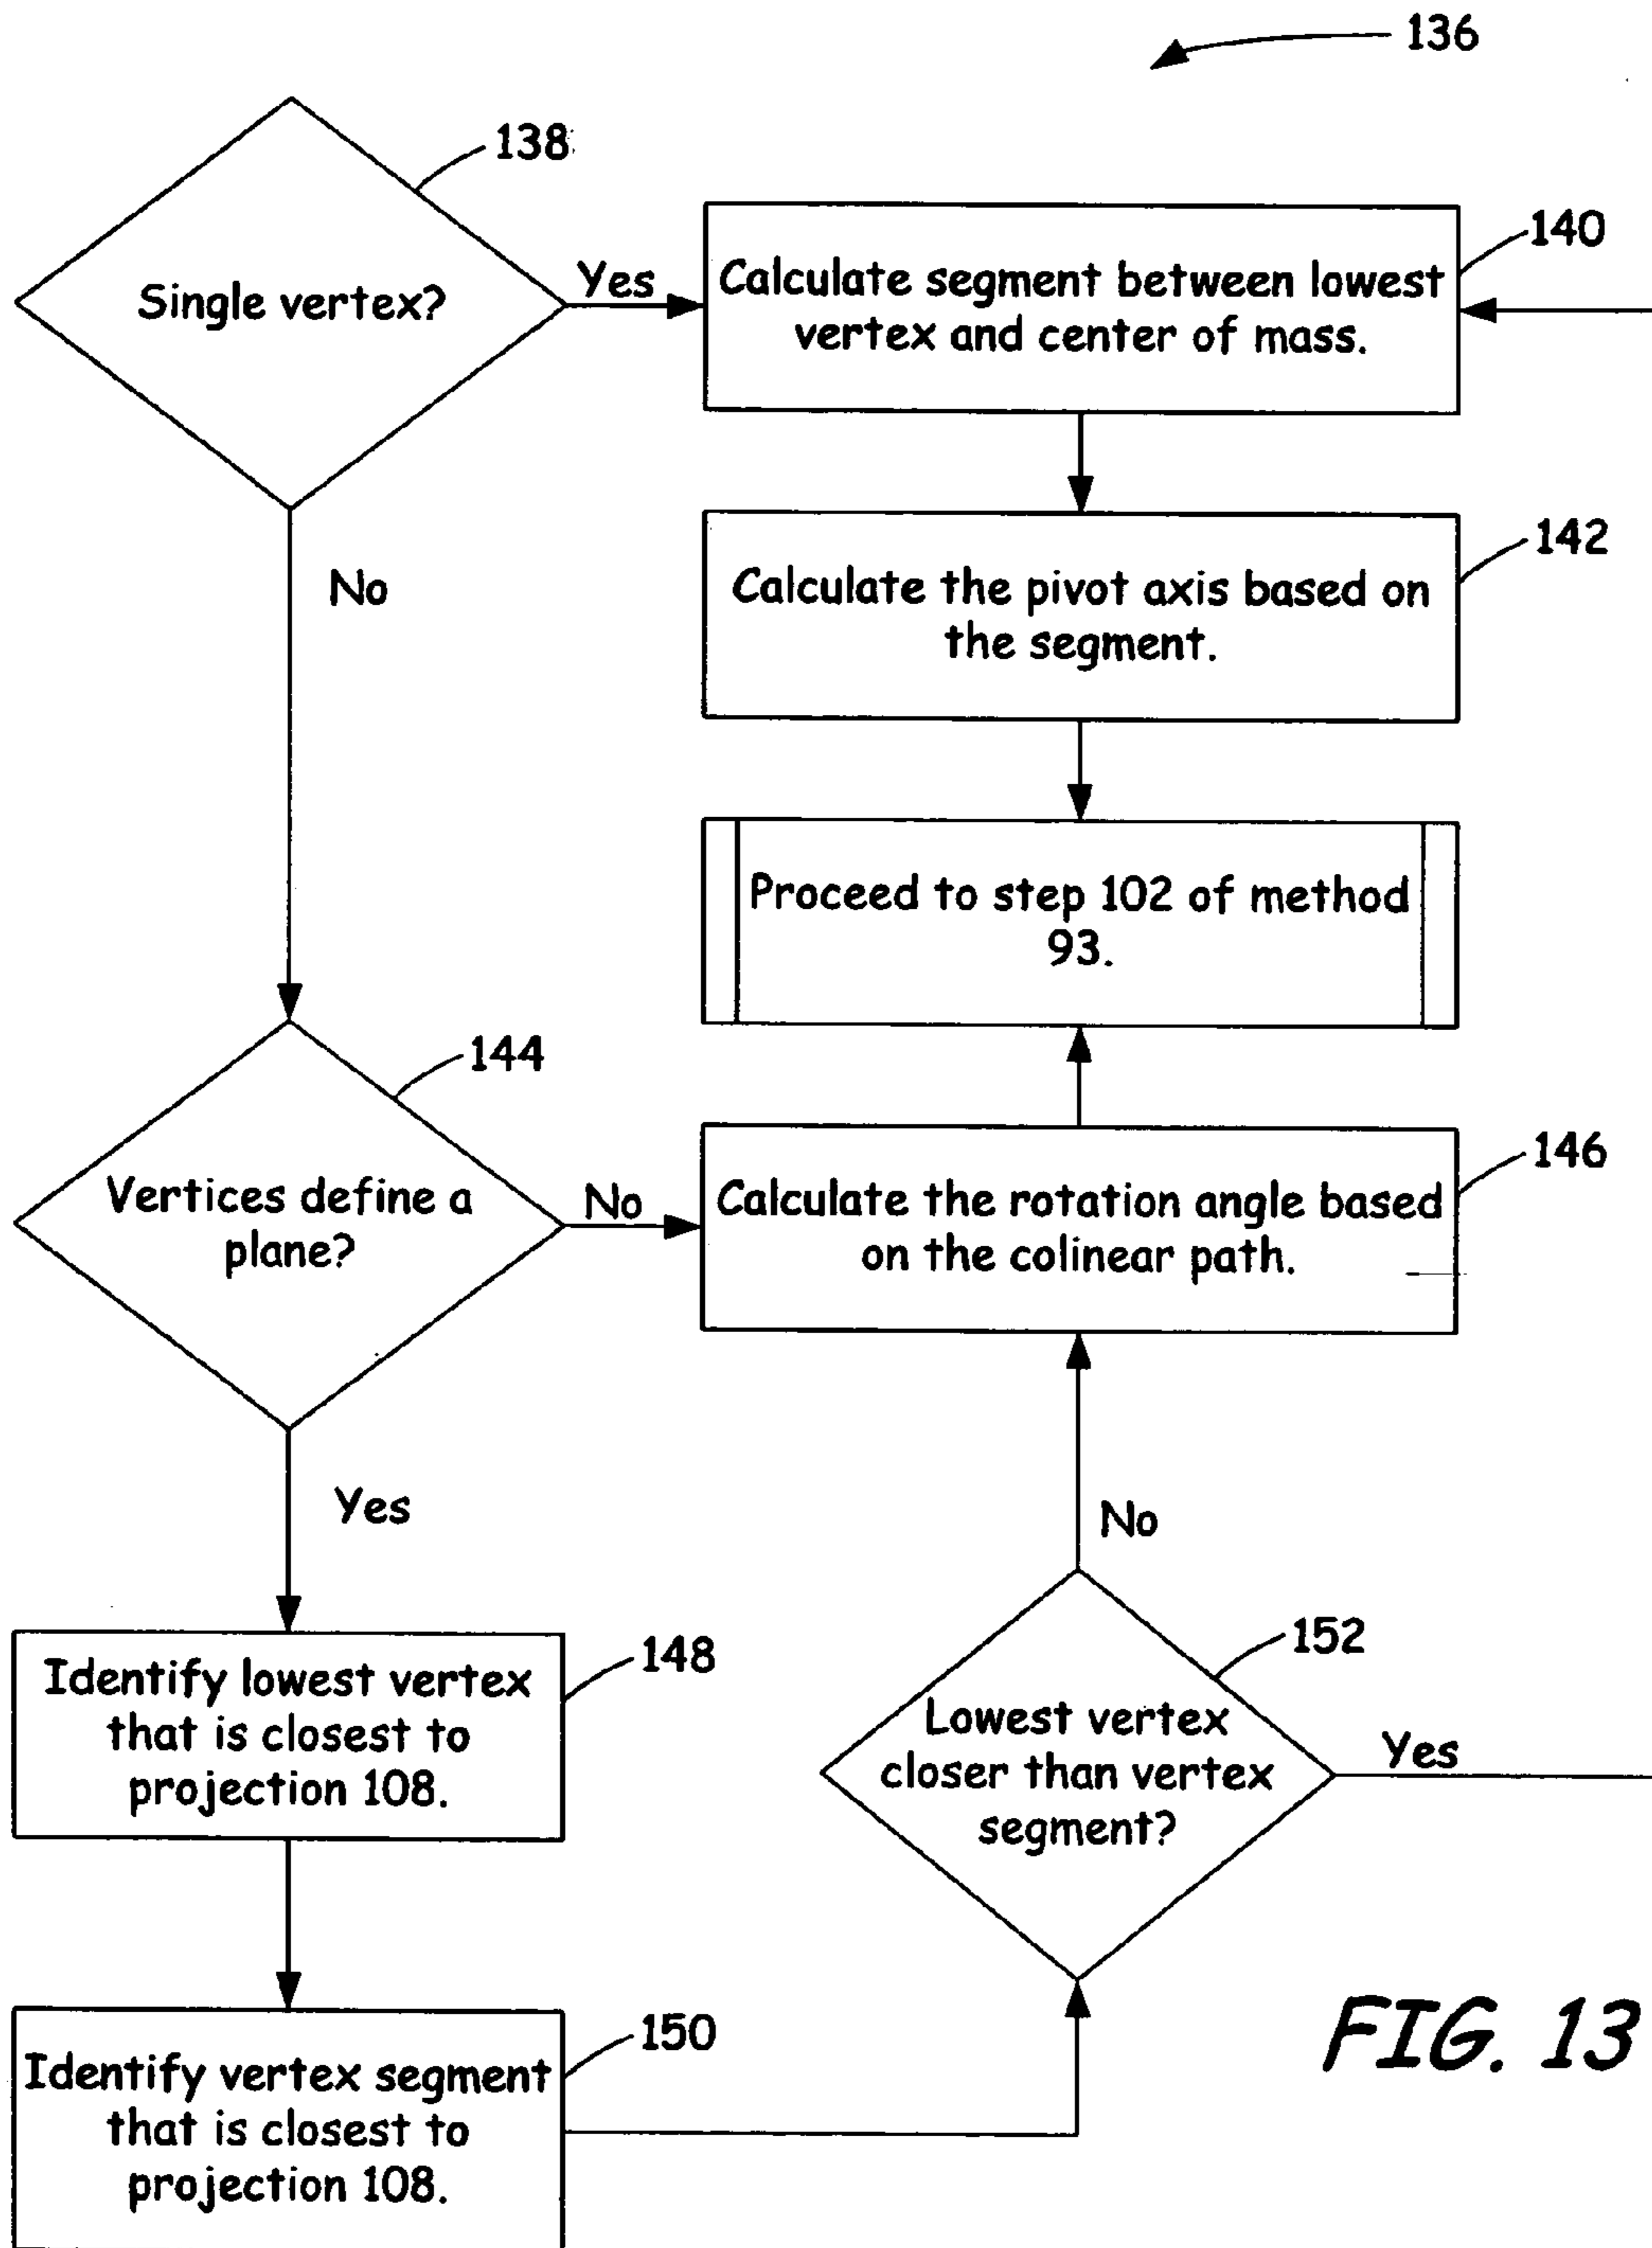 136
138
Single vertex?
Yes
140
Calculate segment between lowest
vertex and center of mass.
No
142
Calculate the pivot axis based on
the segment.
Proceed to step 102 of method
93.
144
Vertices define a
plane?
No
146
Calculate the rotation angle based
on the colinear path.
Yes
No
148
Identify lowest vertex
that is closest to
projection 108.
152
Lowest vertex
closer than vertex
segment?
Yes
150
Identify vertex segment
that is closest to
projection 108.
FIG. 13